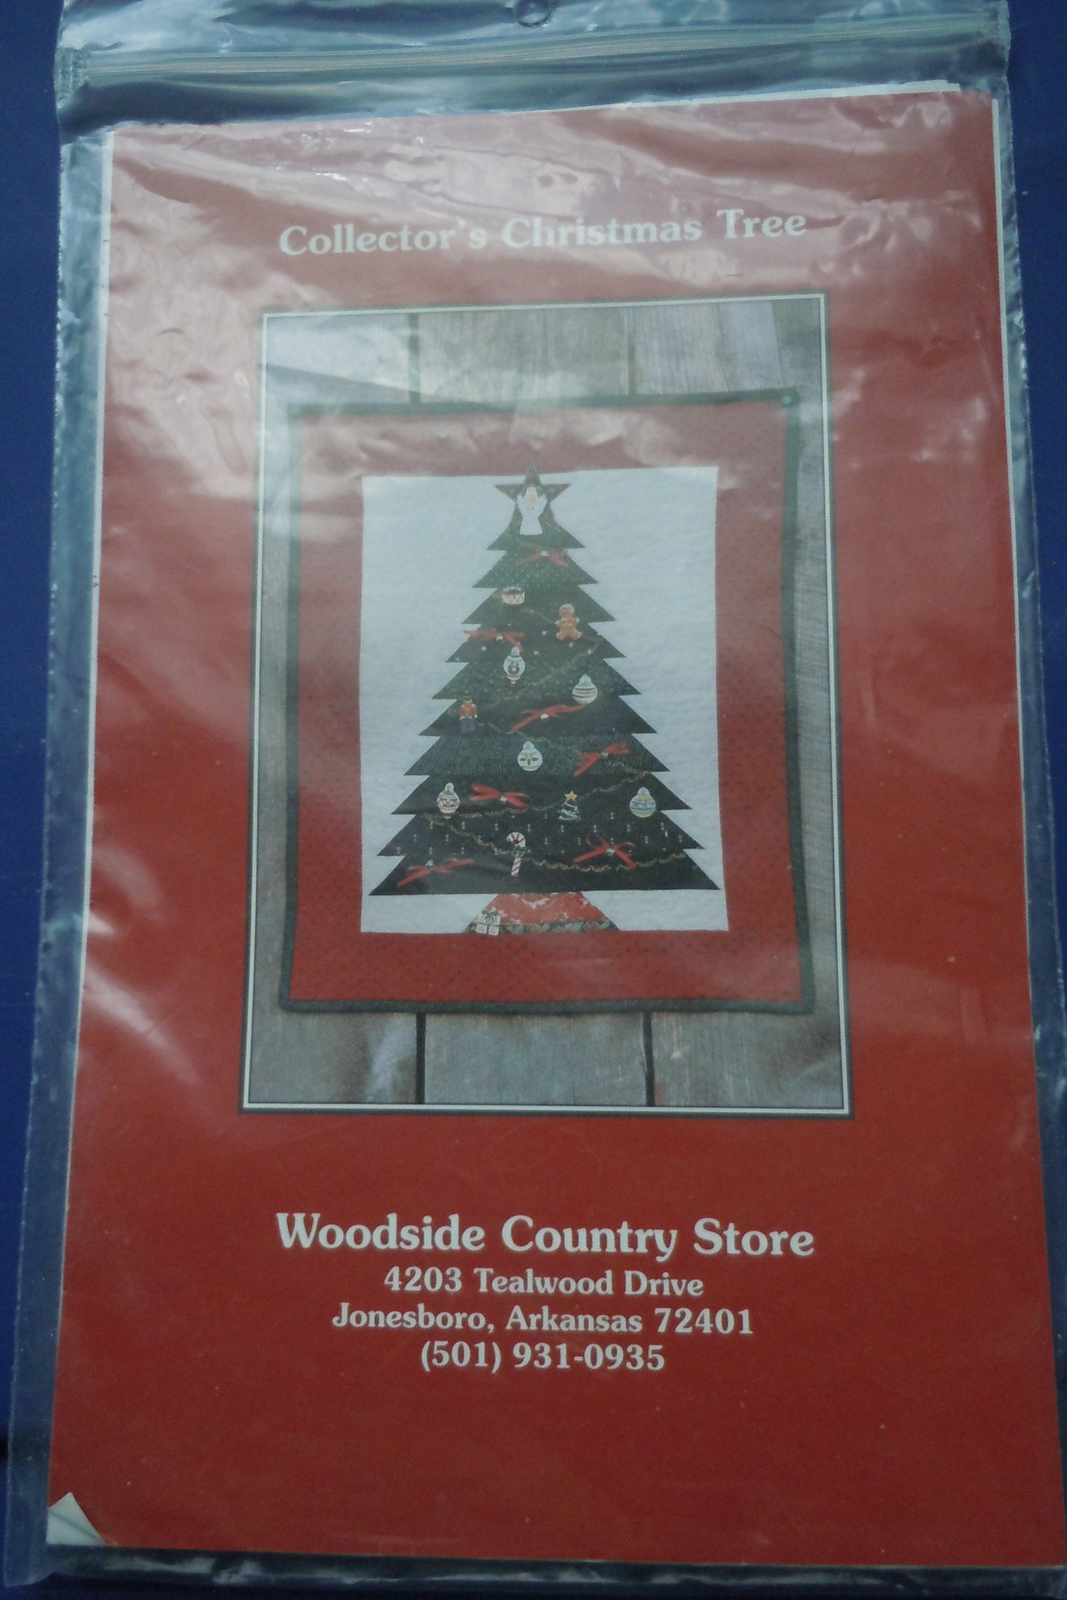 Collector's Christmas Tree
Woodside Country Store
4203 Tealwood Drive
Jonesboro, Arkansas 72401
(501) 931-0935